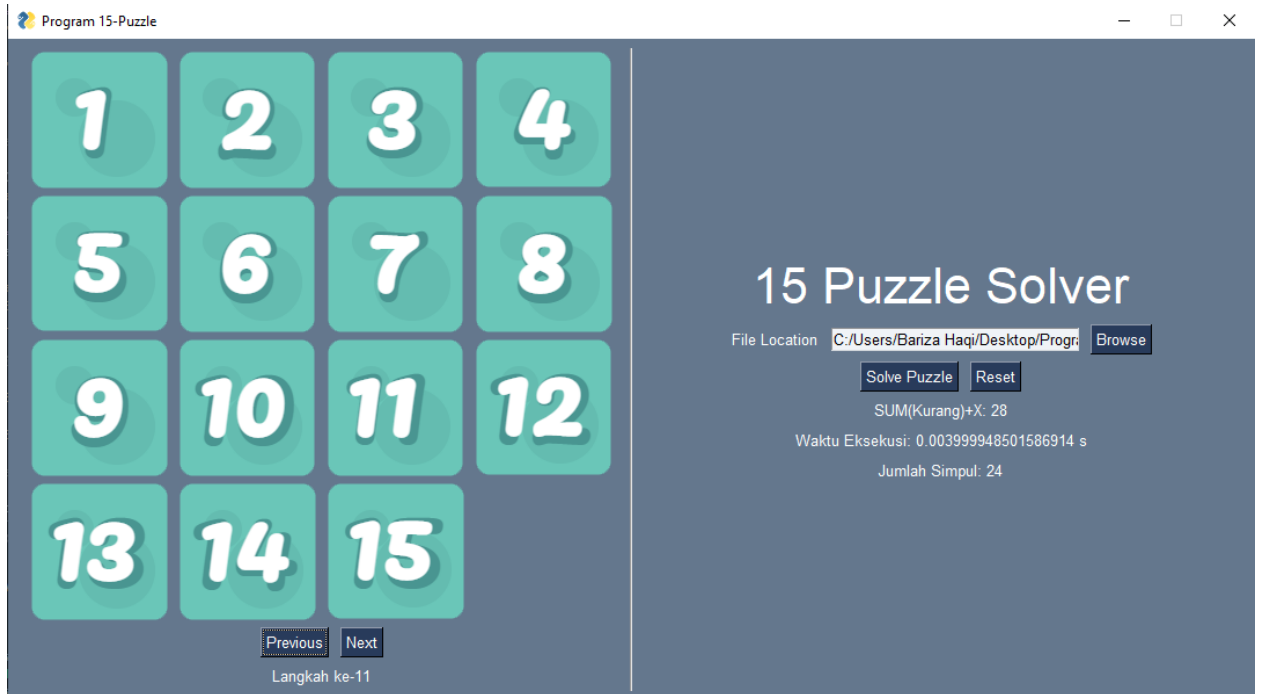 Program 15-Puzzle
1 2 3 4
5 6 7 8
9 10 11 12
13 14 15
Previous Next
Langkah ke-11
15 Puzzle Solver
File Location C:/Users/Bariza Haqi/Desktop/Progra Browse
Solve Puzzle Reset
SUM(Kurang)+X: 28
Waktu Eksekusi: 0.003999948501586914 s
Jumlah Simpul: 24